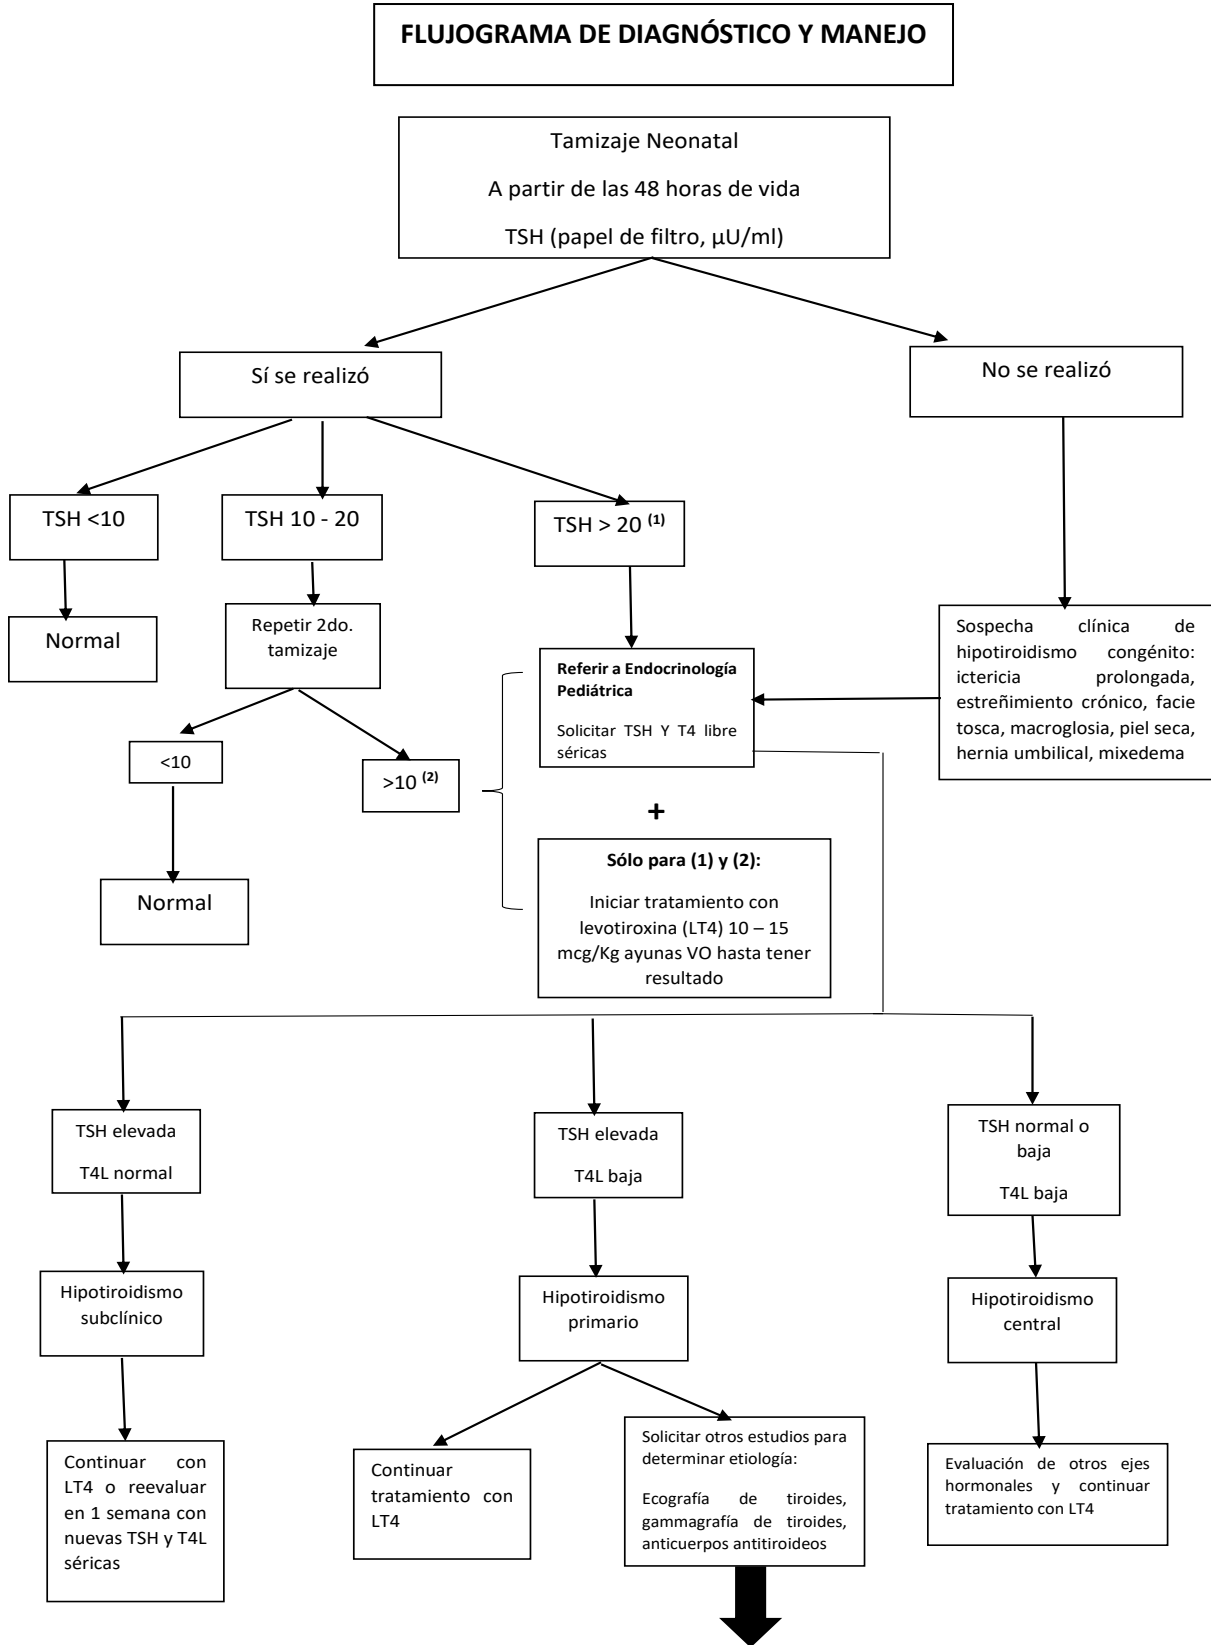 FLUJOGRAMA DE DIAGNÓSTICO Y MANEJO
Tamizaje Neonatal
A partir de las 48 horas de vida
TSH (papel de filtro, µU/ml)
Sí se realizó
No se realizó
TSH <10
TSH 10 - 20
TSH > 20 (1)
Normal
Repetir 2do.
tamizaje
Sospecha clínica de
hipotiroidismo congénito:
ictericia prolongada,
estreñimiento crónico, facie
tosca, macroglosia, piel seca,
hernia umbilical, mixedema
Referir a Endocrinología
Pediátrica
Solicitar TSH Y T4 libre
séricas
<10
>10 (2)
+
Normal
Sólo para (1) y (2):
Iniciar tratamiento con
levotiroxina (LT4) 10 – 15
mcg/Kg ayunas VO hasta tener
resultado
TSH elevada
T4L normal
TSH elevada
T4L baja
TSH normal o
baja
T4L baja
Hipotiroidismo
subclínico
Hipotiroidismo
primario
Hipotiroidismo
central
Continuar con
LT4 o reevaluar
en 1 semana con
nuevas TSH y T4L
séricas
Continuar
tratamiento con
LT4
Solicitar otros estudios para
determinar etiología:
Ecografía de tiroides,
gammagrafía de tiroides,
anticuerpos antitiroideos
Evaluación de otros ejes
hormonales y continuar
tratamiento con LT4